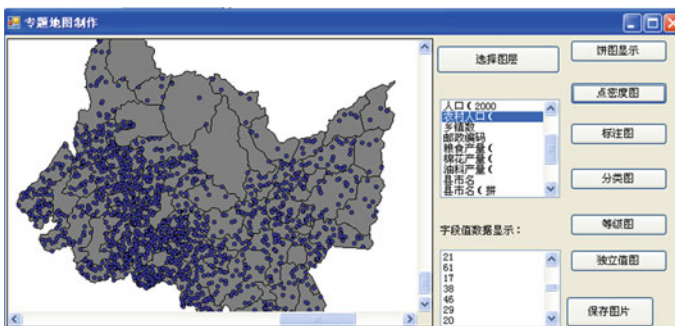 专题地图制作
选择图层
人口(2000
农村人口(
乡镇数
邮政编码
粮食产量(
棉花产量(
油料产量(
县市名
县市名(拼
字段值数据显示:
21
61
17
38
46
29
20
饼图显示
点密度图
标注图
分类图
等级图
独立值图
保存图片